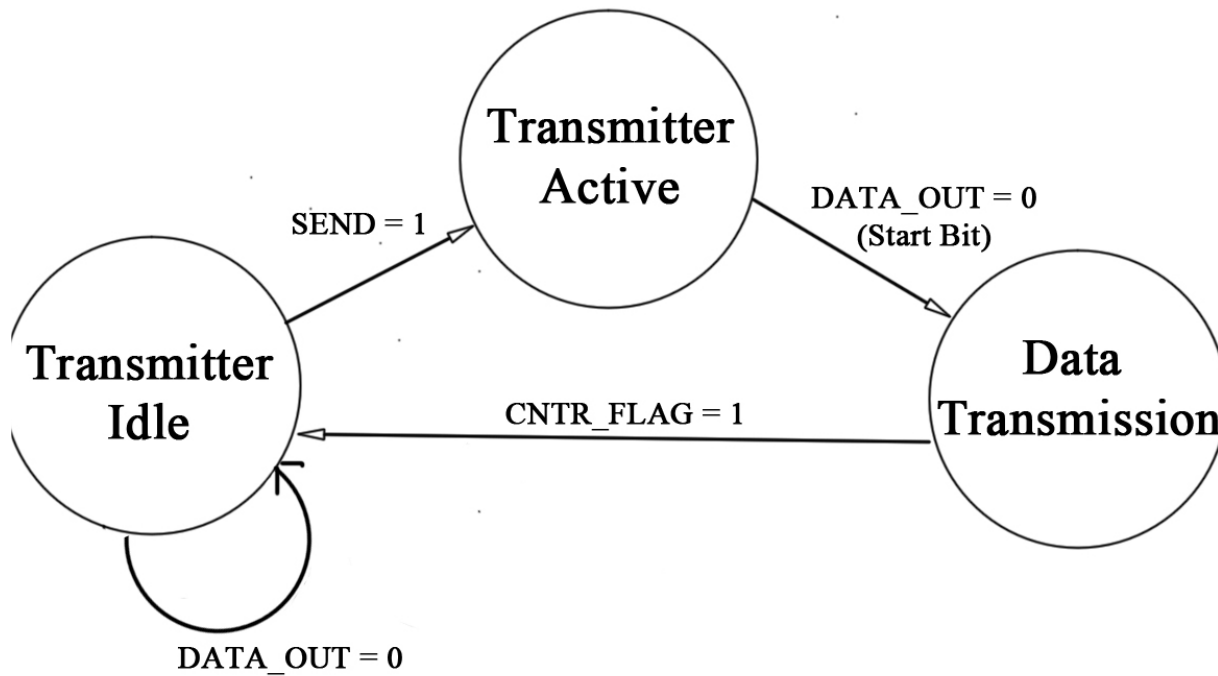 Transmitter
Active
SEND = 1
DATA_OUT = 0
(Start Bit)
Transmitter
Idle
Data
Transmission
CNTR_FLAG = 1
DATA_OUT = 0